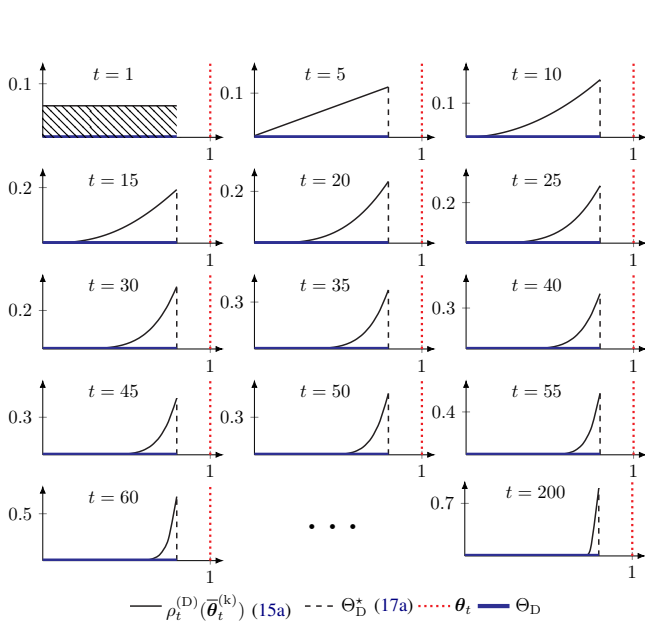 t = 1 t = 5 t = 10
0.1 0.1 0.1
1 1 1
t = 15 t = 20 t = 25
0.2 0.2 0.2
1 1 1
t = 30 t = 35 t = 40
0.2 0.3 0.3
1 1 1
t = 45 t = 50 t = 55
0.3 0.3 0.4
1 1 1
t = 60 • • • t = 200
0.5 0.7
1 1
ρ_t^(D)(θ̅_t^(k)) (15a) Θ_D^⋆ (17a) θ_t Θ_D